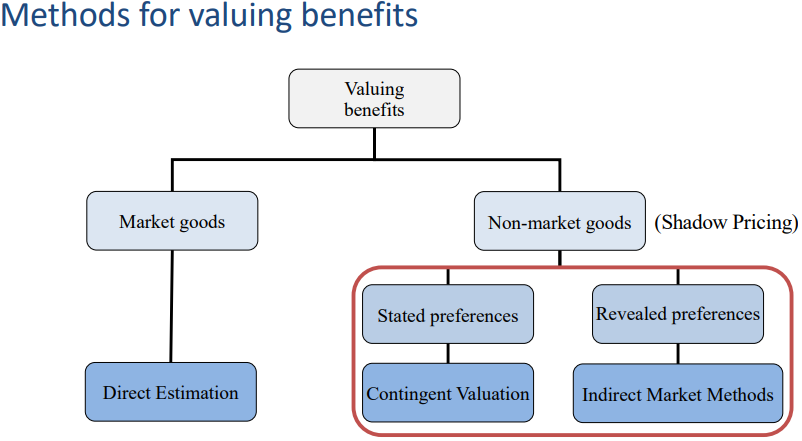 Methods for valuing benefits
Valuing
benefits
Market goods
Non-market goods
(Shadow Pricing)
Stated preferences
Revealed preferences
Direct Estimation
Contingent Valuation
Indirect Market Methods